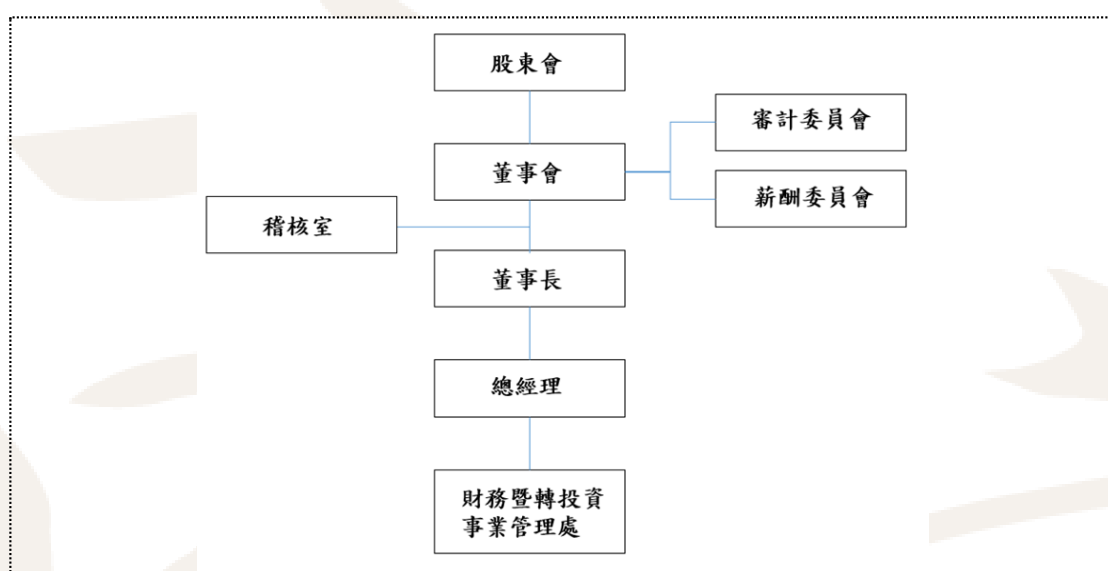 股東會
審計委員會
董事會
薪酬委員會
稽核室
董事長
總經理
財務暨轉投資
事業管理處